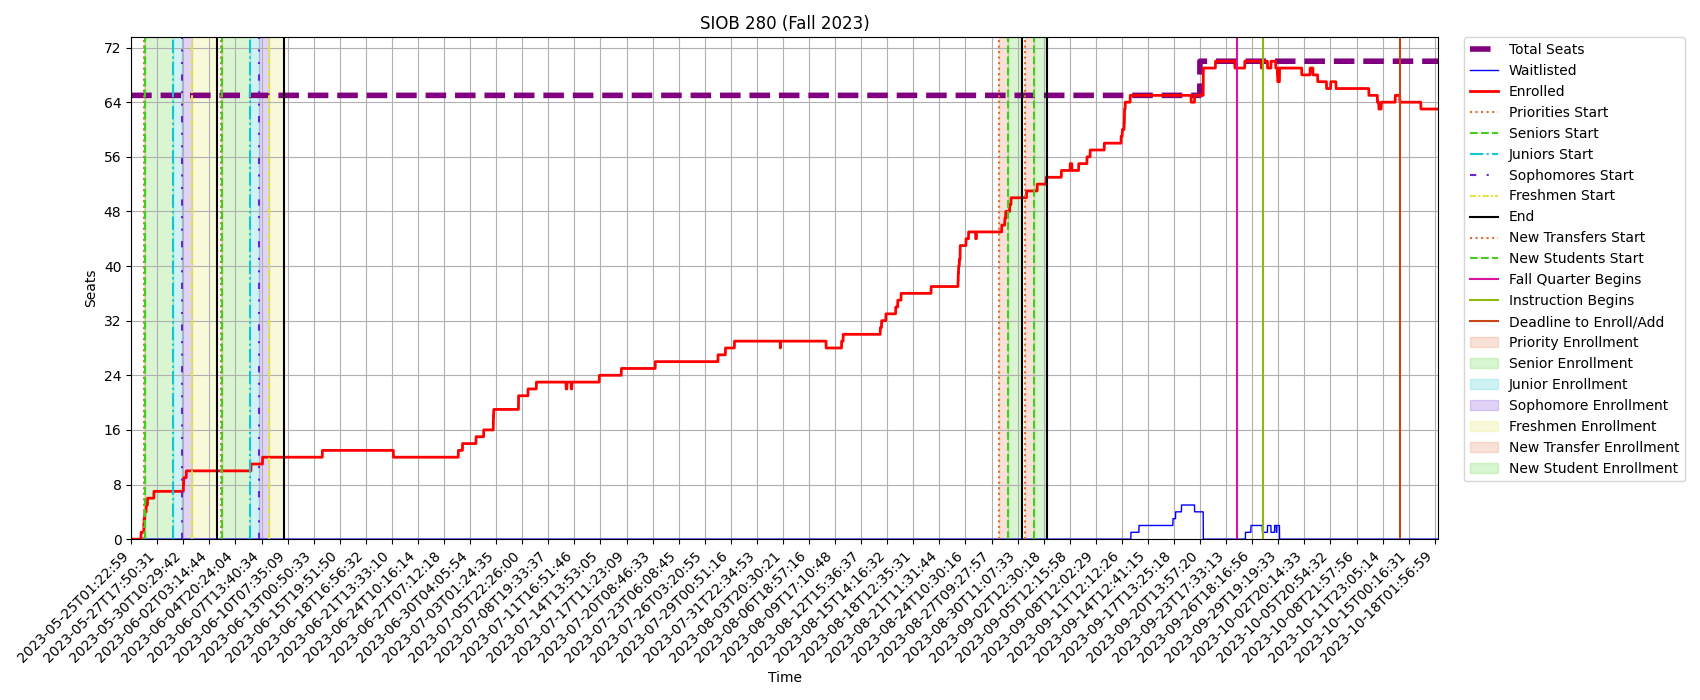 SIOB 280 (Fall 2023)
72
64
56
48
40
32
24
16
8
0
Seats
2023-05-25T01:22:59
2023-05-27T17:50:31
2023-05-30T10:29:42
2023-06-02T03:14:44
2023-06-04T20:24:04
2023-06-07T13:40:34
2023-06-10T07:35:09
2023-06-13T00:50:33
2023-06-15T19:51:50
2023-06-18T16:56:32
2023-06-21T13:33:10
2023-06-24T10:16:14
2023-06-27T07:12:18
2023-06-30T04:05:54
2023-07-03T01:24:35
2023-07-05T22:26:00
2023-07-08T19:33:37
2023-07-11T16:51:46
2023-07-14T13:53:05
2023-07-17T11:23:09
2023-07-20T08:46:33
2023-07-23T06:08:45
2023-07-26T03:20:55
2023-07-29T00:51:16
2023-07-31T22:34:53
2023-08-03T20:30:21
2023-08-06T18:57:16
2023-08-09T17:10:48
2023-08-12T15:36:37
2023-08-15T14:16:32
2023-08-18T12:35:31
2023-08-21T11:31:44
2023-08-24T10:30:16
2023-08-27T09:27:57
2023-08-30T11:07:33
2023-09-02T12:30:18
2023-09-05T12:15:58
2023-09-08T12:02:29
2023-09-11T12:12:26
2023-09-14T12:41:15
2023-09-17T13:25:18
2023-09-20T13:57:20
2023-09-23T17:33:13
2023-09-26T18:16:56
2023-09-29T19:19:33
2023-10-02T20:14:33
2023-10-05T20:54:32
2023-10-08T21:57:56
2023-10-11T23:05:14
2023-10-15T00:16:31
2023-10-18T01:56:59
Time
Total Seats
Waitlisted
Enrolled
Priorities Start
Seniors Start
Juniors Start
Sophomores Start
Freshmen Start
End
New Transfers Start
New Students Start
Fall Quarter Begins
Instruction Begins
Deadline to Enroll/Add
Priority Enrollment
Senior Enrollment
Junior Enrollment
Sophomore Enrollment
Freshmen Enrollment
New Transfer Enrollment
New Student Enrollment